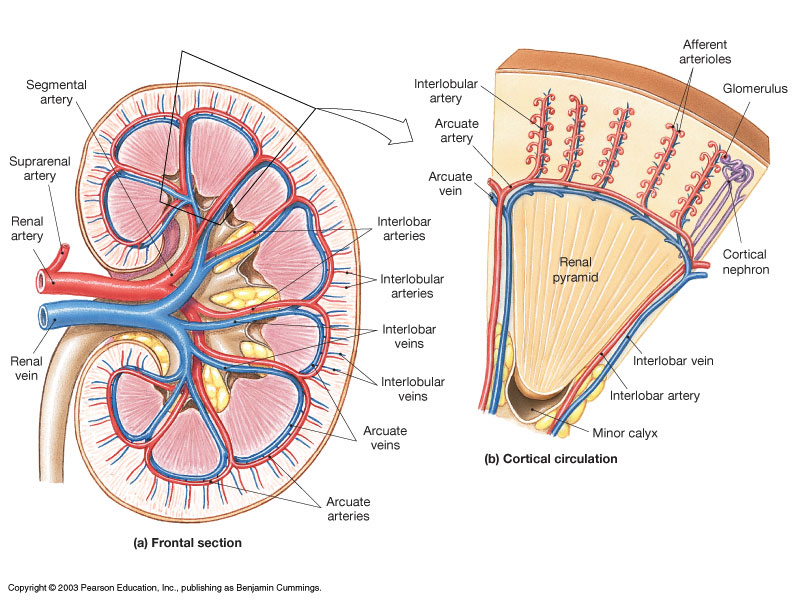 Segmental
artery
Suprarenal
artery
Renal
artery
Renal
vein
Interlobar
arteries
Interlobular
arteries
Interlobar
veins
Interlobular
veins
Arcuate
veins
Arcuate
arteries
(a) Frontal section
Afferent
arterioles
Interlobular
artery
Glomerulus
Arcuate
artery
Arcuate
vein
Renal
pyramid
Cortical
nephron
Interlobar vein
Interlobar artery
Minor calyx
(b) Cortical circulation
Copyright © 2003 Pearson Education, Inc., publishing as Benjamin Cummings.